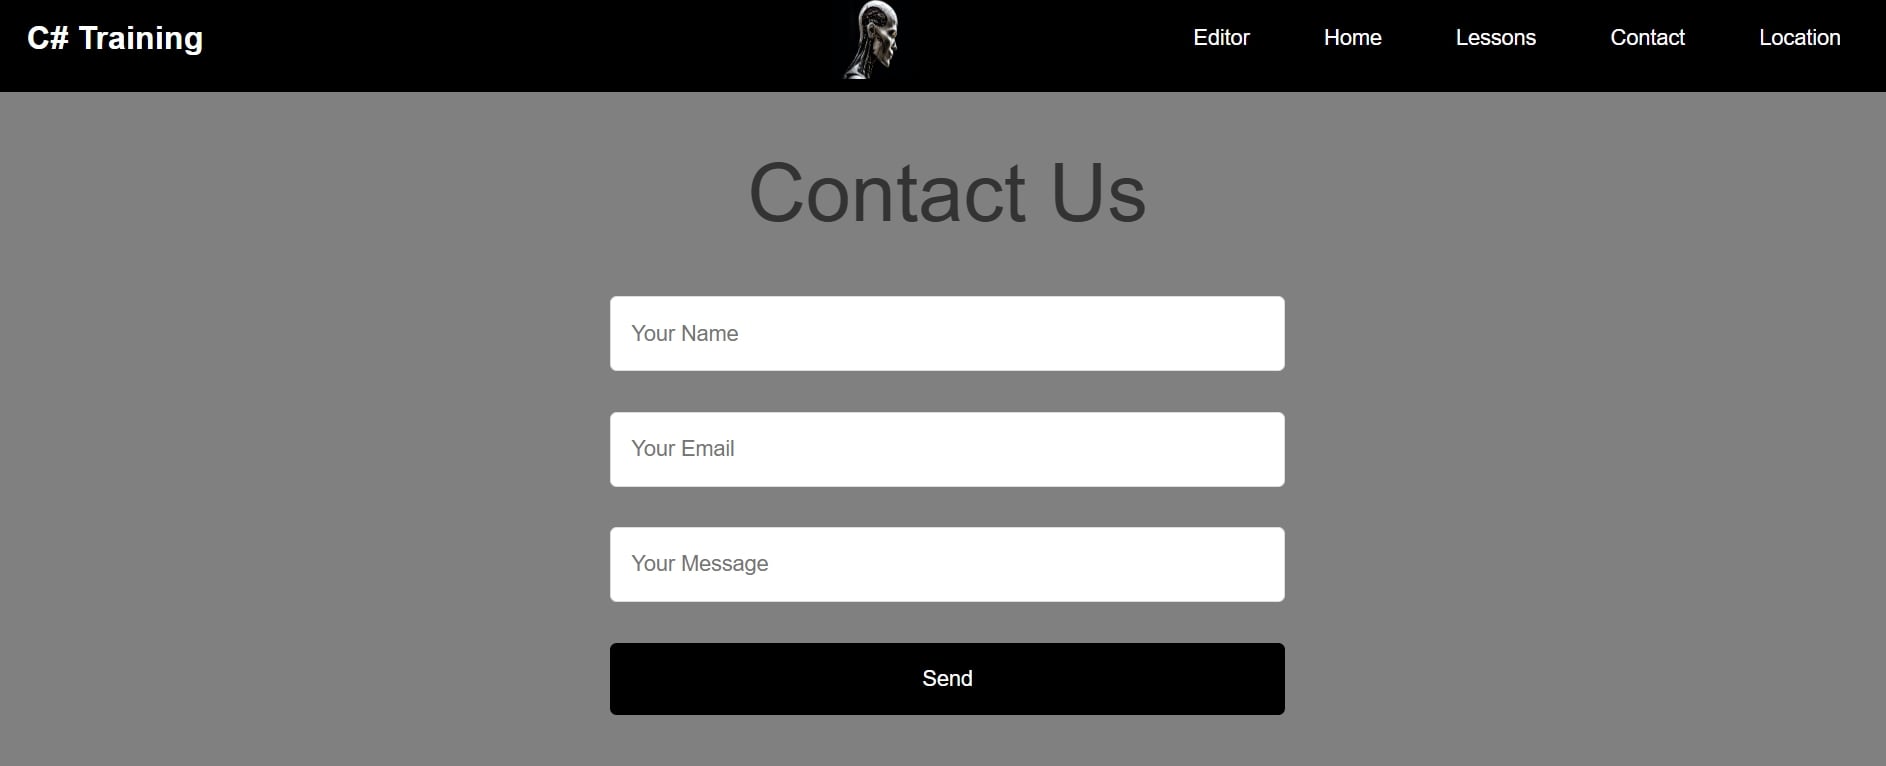 C# Training
Editor Home Lessons Contact Location
Contact Us
Your Name
Your Email
Your Message
Send